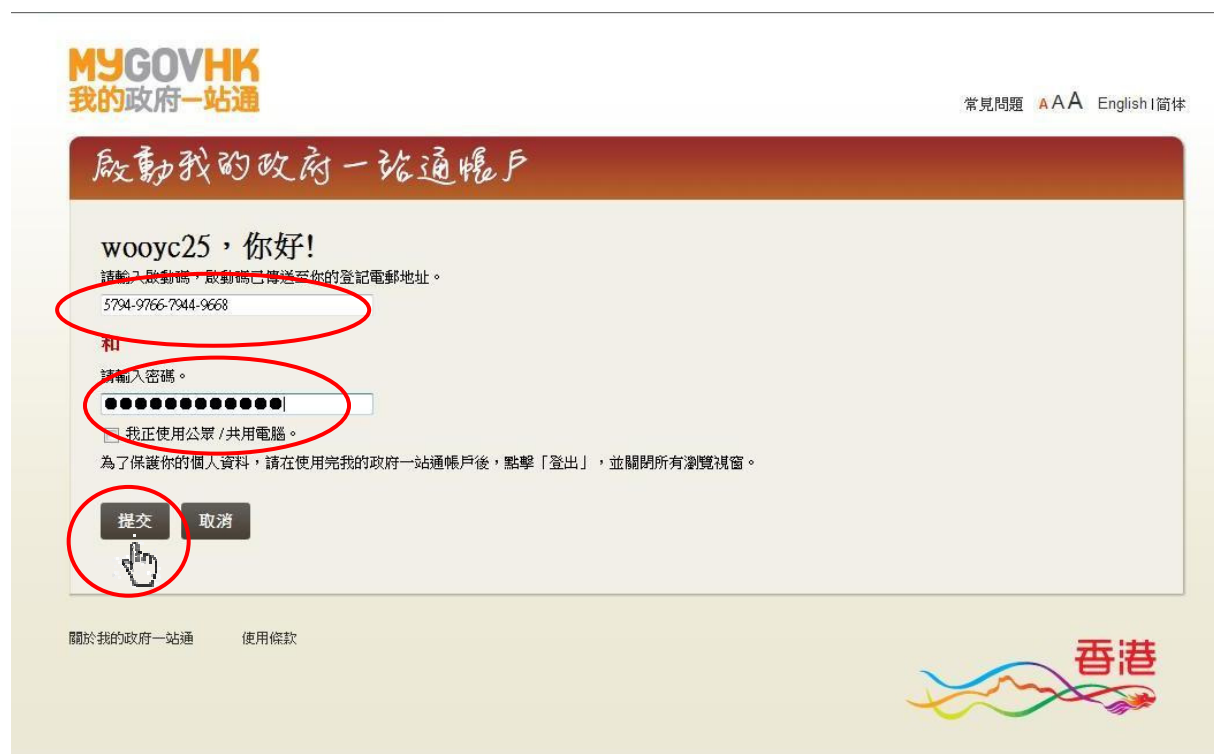 MYGOVHK
我的政府一站通
常見問題 AAA English | 简体
啟動我的政府一站通帳戶
wooyc25，你好!
請輸入啟動碼，啟動碼已傳送至你的登記電郵地址。
5794-9766-7944-9668
和
請輸入密碼。
我正使用公眾 / 共用電腦。
為了保護你的個人資料，請在使用完我的政府一站通帳戶後，點擊「登出」，並關閉所有瀏覽視窗。
提交 取消
關於我的政府一站通 使用條款
香港